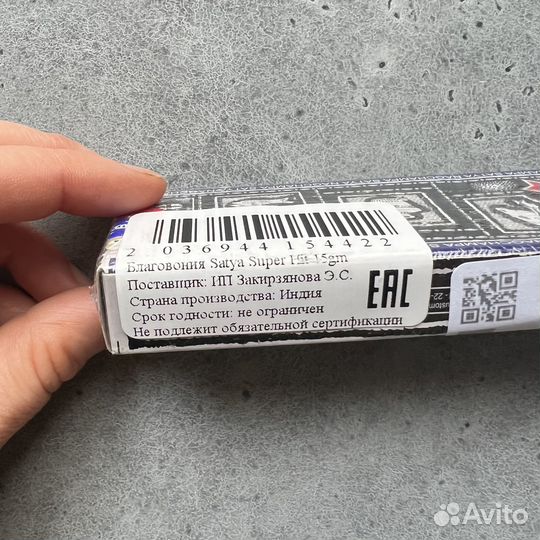 2 036944 154422
Благовония Satya Super Hit 15gm
Поставщик: ИП Закирзянова Э.С.
Страна производства: Индия
Срок годности: не ограничен
Не подлежит обязательной сертификации
EAC
Avito